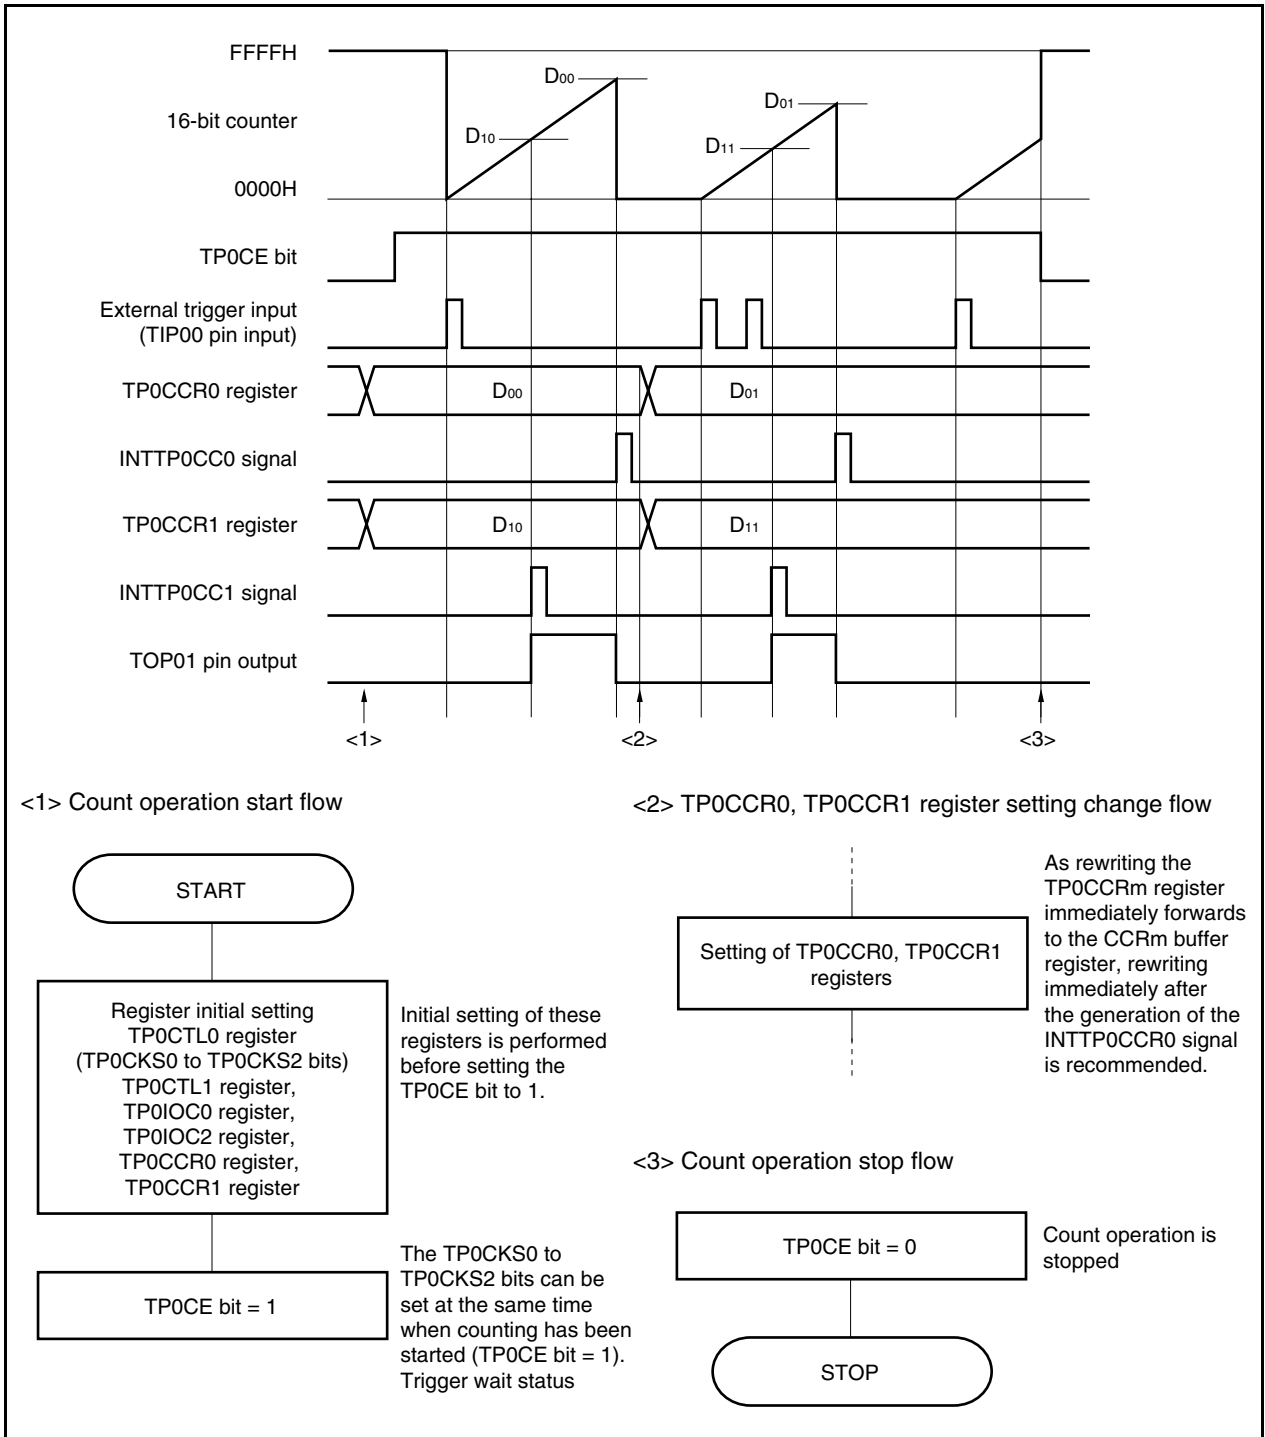 FFFFH
D00
D01
16-bit counter
D10
D11
0000H
TP0CE bit
External trigger input
(TIP00 pin input)
TP0CCR0 register
D00
D01
INTTP0CC0 signal
TP0CCR1 register
D10
D11
INTTP0CC1 signal
TOP01 pin output
<1>
<2>
<3>
<1> Count operation start flow
START
Register initial setting
TP0CTL0 register
(TP0CKS0 to TP0CKS2 bits)
TP0CTL1 register,
TP0IOC0 register,
TP0IOC2 register,
TP0CCR0 register,
TP0CCR1 register
Initial setting of these
registers is performed
before setting the
TP0CE bit to 1.
TP0CE bit = 1
The TP0CKS0 to
TP0CKS2 bits can be
set at the same time
when counting has been
started (TP0CE bit = 1).
Trigger wait status
<2> TP0CCR0, TP0CCR1 register setting change flow
Setting of TP0CCR0, TP0CCR1
registers
As rewriting the
TP0CCRm register
immediately forwards
to the CCRm buffer
register, rewriting
immediately after
the generation of the
INTTP0CCR0 signal
is recommended.
<3> Count operation stop flow
TP0CE bit = 0
Count operation is
stopped
STOP